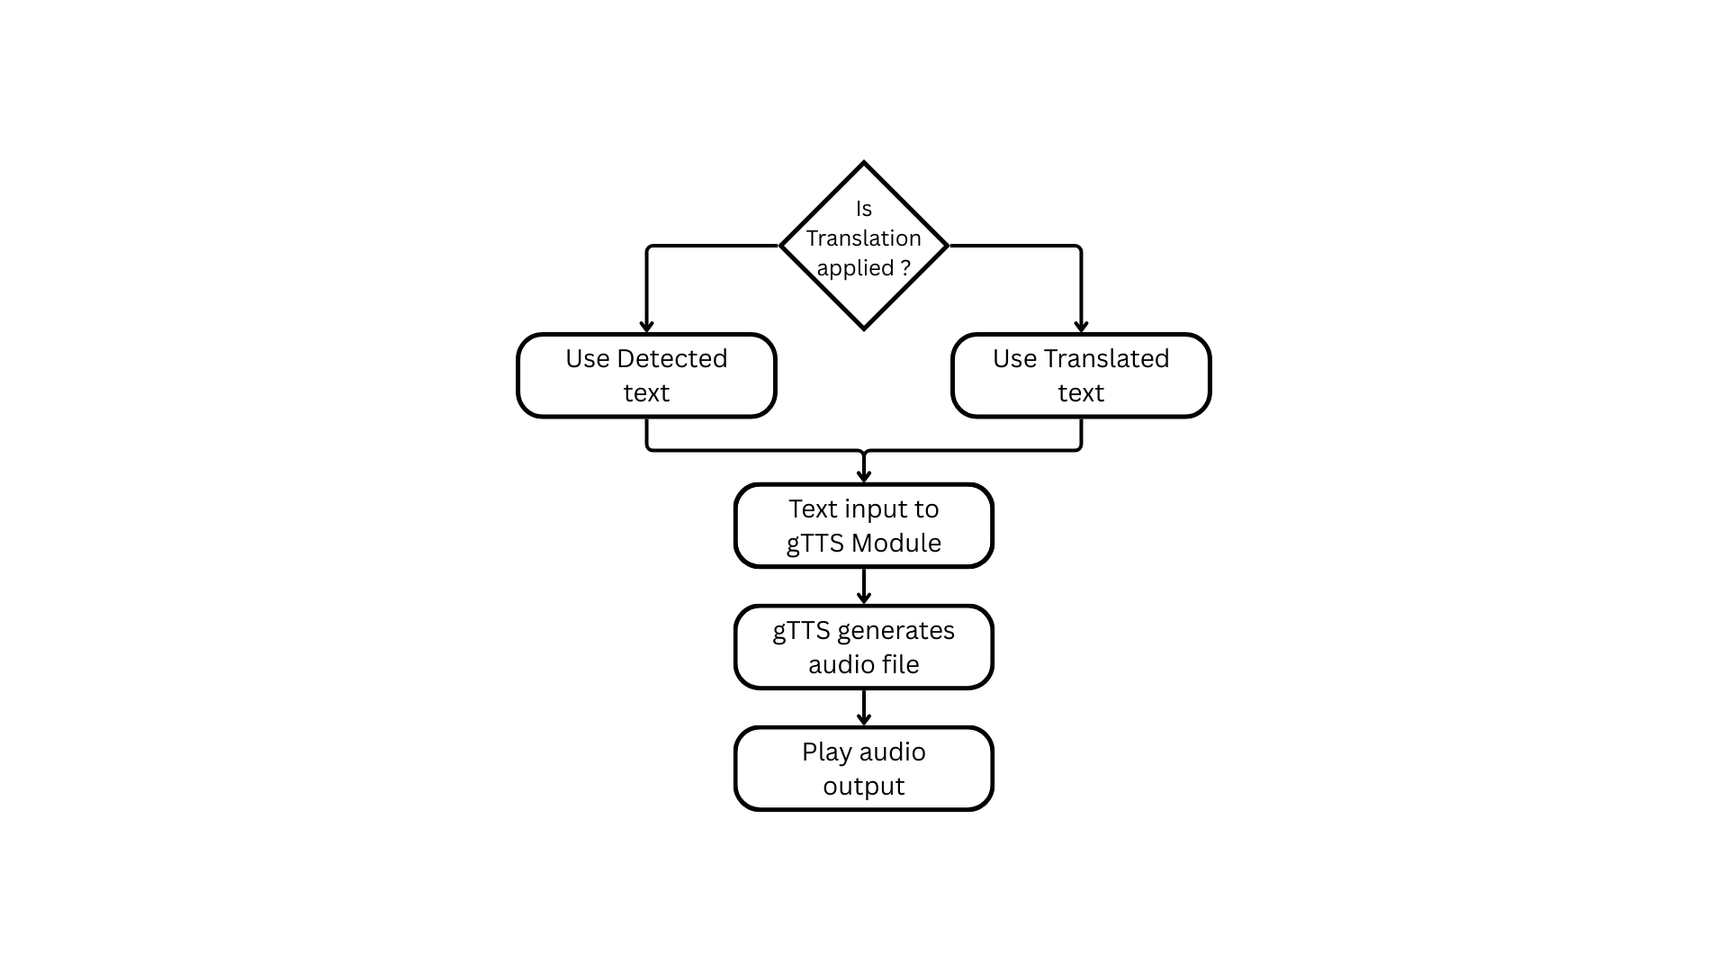 Is
Translation
applied ?
Use Detected
text
Use Translated
text
Text input to
gTTS Module
gTTS generates
audio file
Play audio
output